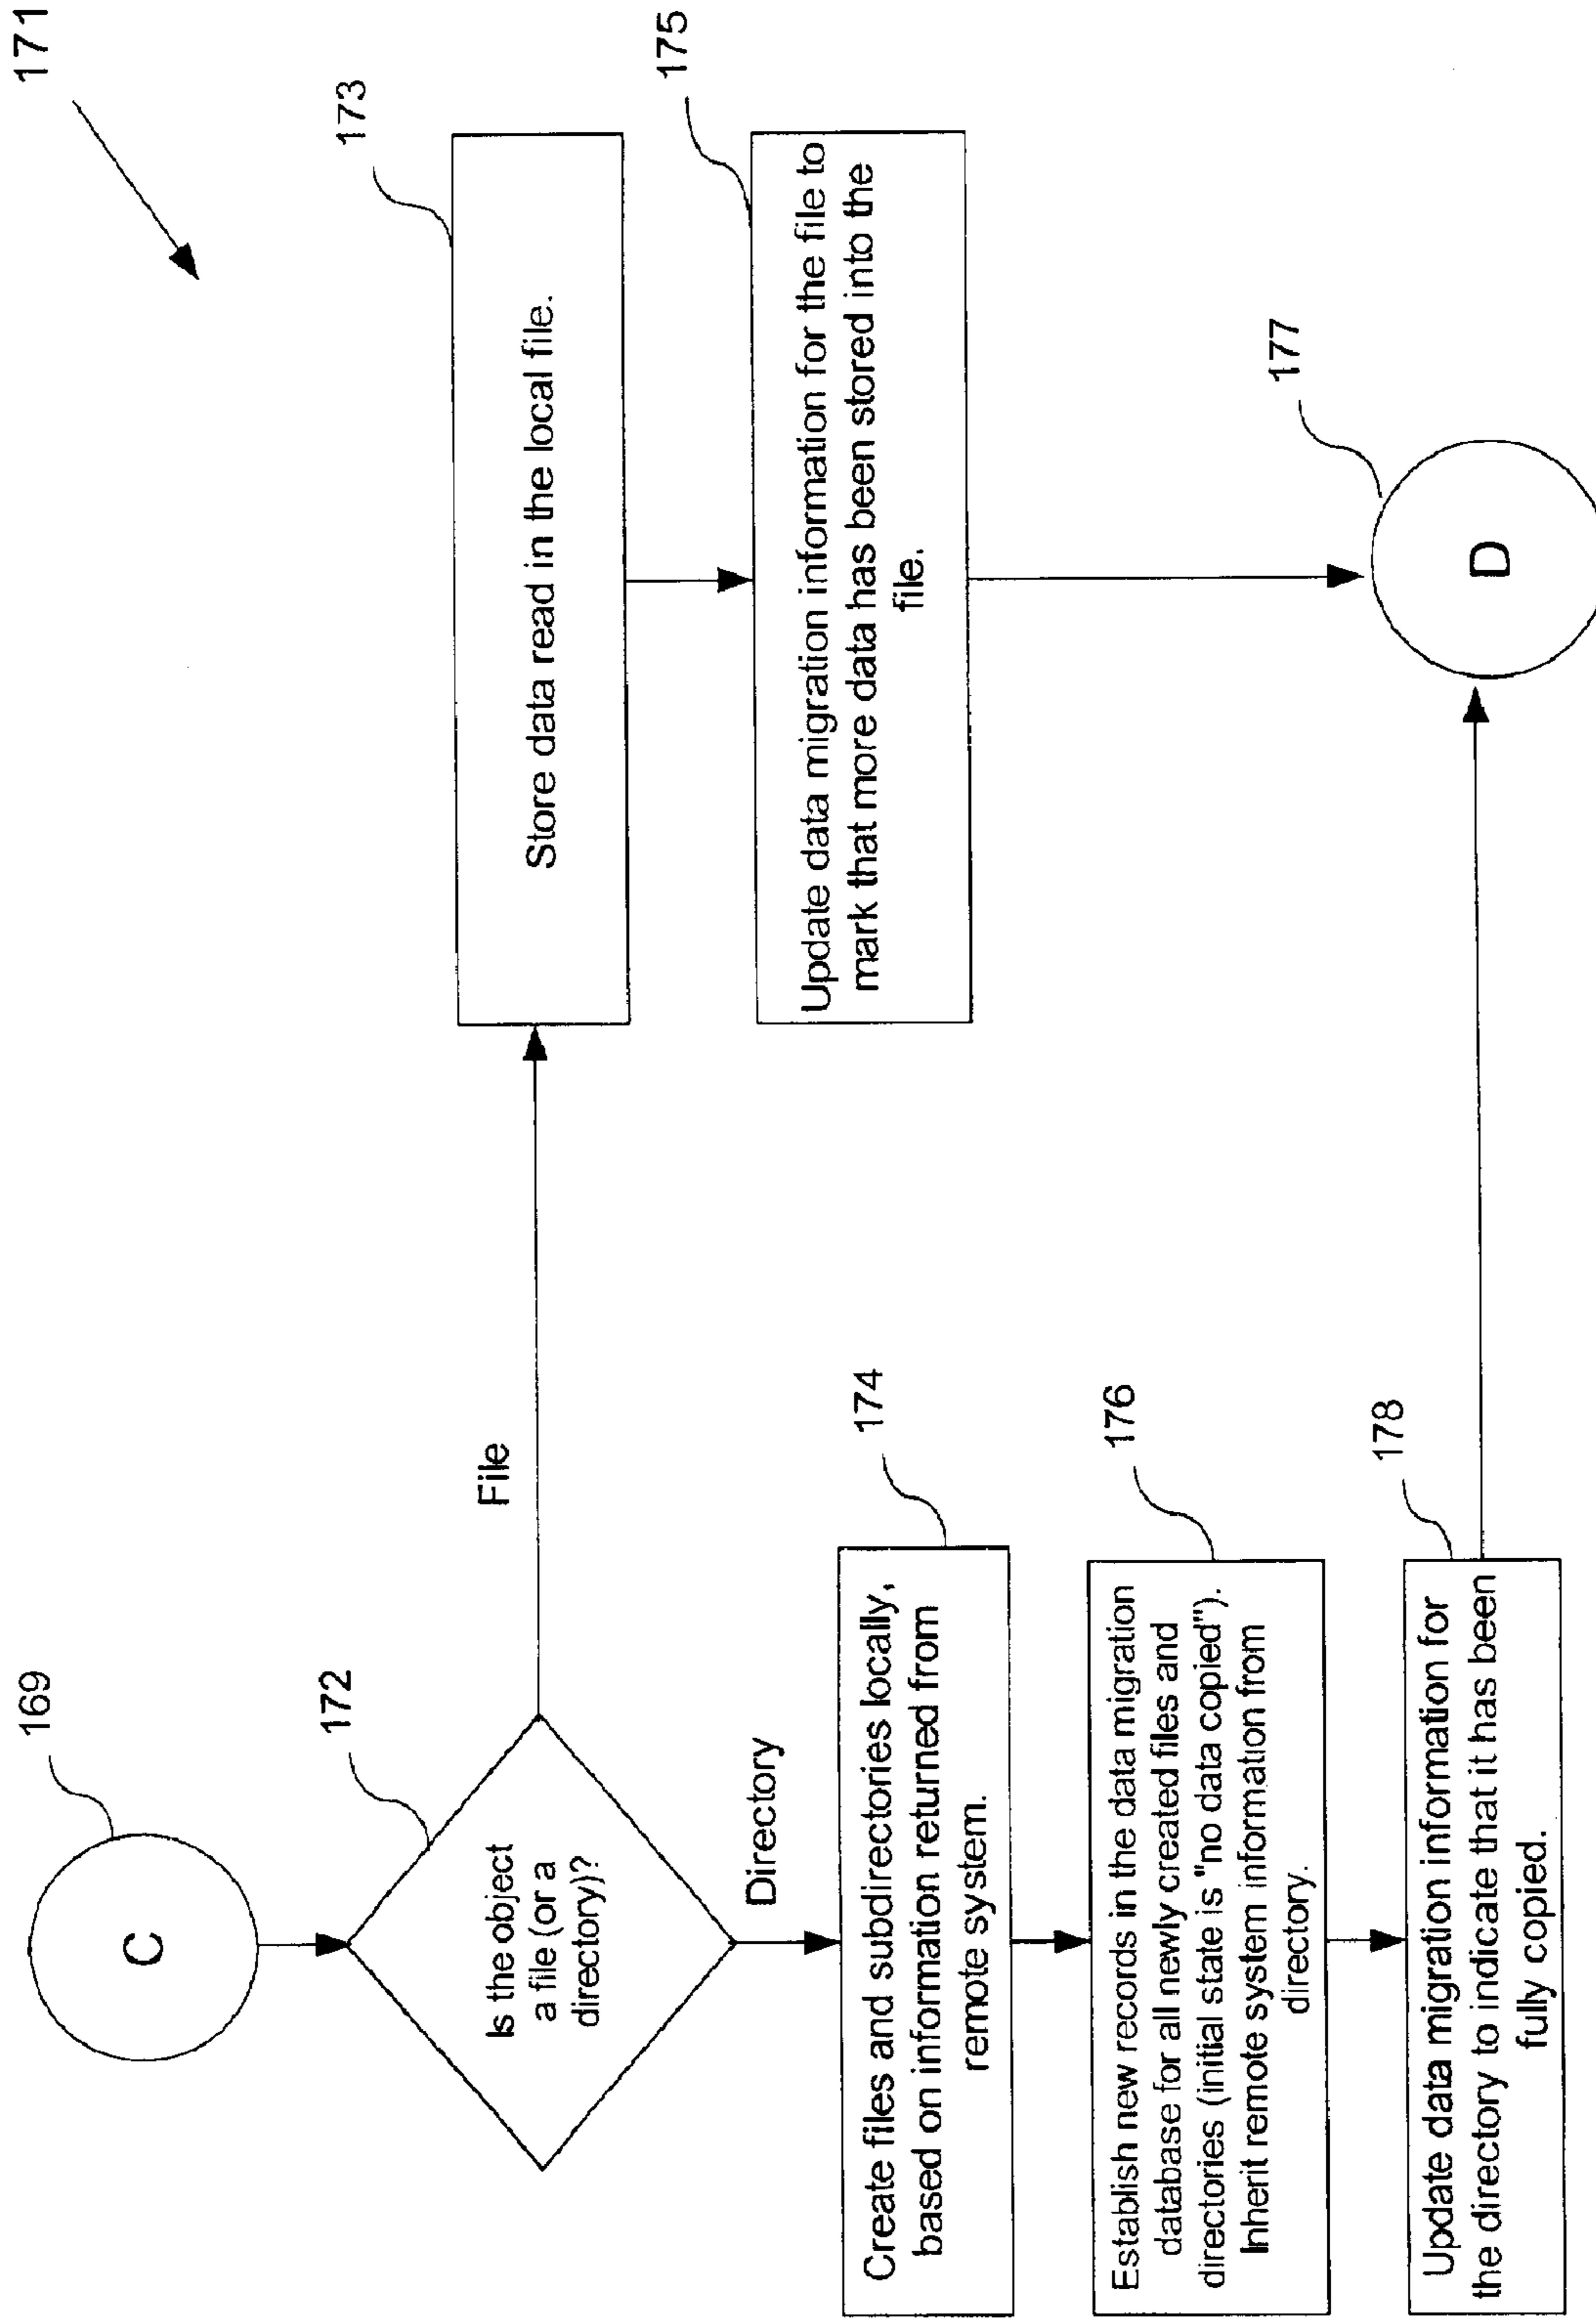 171
169
C
172
Is the object
a file (or a
directory)?
File
173
Store data read in the local file.
175
Update data migration information for the file to
mark that more data has been stored into the
file.
Directory
174
Create files and subdirectories locally,
based on information returned from
remote system.
176
Establish new records in the data migration
database for all newly created files and
directories (initial state is "no data copied").
Inherit remote system information from
directory.
178
Update data migration information for
the directory to indicate that it has been
fully copied.
177
D